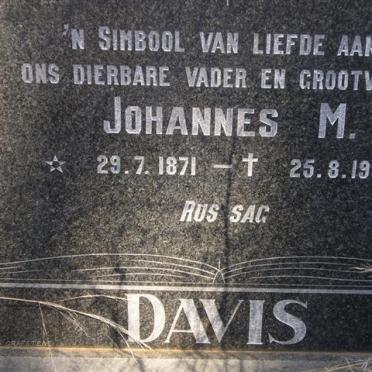 'N SIMBOOL VAN LIEFDE AAN
ONS DIERBARE VADER EN GROOTV
JOHANNES M.
☆ 29.7.1871 – † 25.8.19
RUS SAG
DAVIS